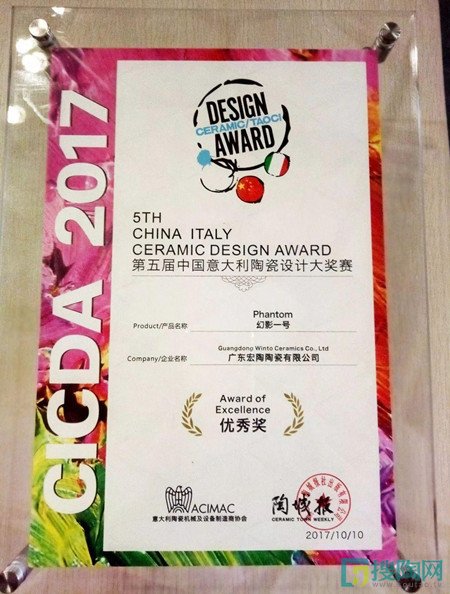 CICDA 2017
DESIGN
CERAMIC/TAOCI
AWARD
5TH
CHINA ITALY
CERAMIC DESIGN AWARD
第五届中国意大利陶瓷设计大奖赛
Phantom
Product/产品名称 幻影一号
Guangdong Winto Ceramics Co., Ltd
Company/企业名称 广东宏陶陶瓷有限公司
Award of
Excellence
优秀奖
ACIMAC
意大利陶瓷机械及设备制造商协会
陶城报
CERAMIC TOWN WEEKLY
2017/10/10
搜陶网